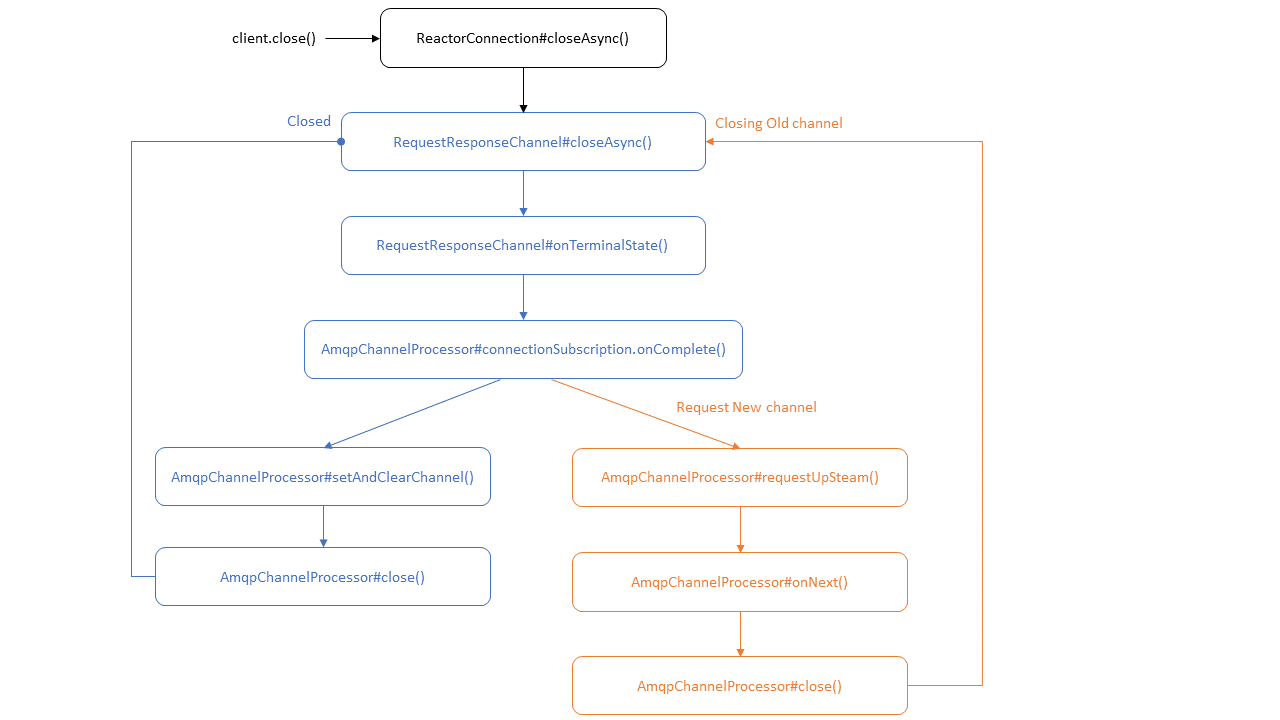 client.close()
ReactorConnection#closeAsync()
Closed
Closing Old channel
RequestResponseChannel#closeAsync()
RequestResponseChannel#onTerminalState()
AmqpChannelProcessor#connectionSubscription.onComplete()
Request New channel
AmqpChannelProcessor#setAndClearChannel()
AmqpChannelProcessor#requestUpSteam()
AmqpChannelProcessor#close()
AmqpChannelProcessor#onNext()
AmqpChannelProcessor#close()